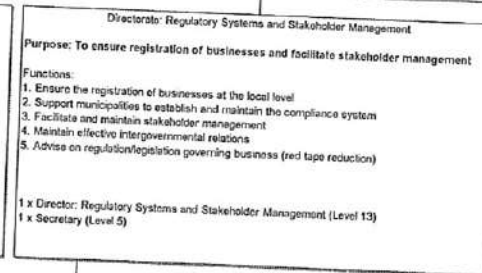 Directorate: Regulatory Systems and Stakeholder Management
Purpose: To ensure registration of businesses and facilitate stakeholder management
Functions:
1. Ensure the registration of businesses at the local level
2. Support municipalities to establish and maintain the compliance system
3. Facilitate and maintain stakeholder management
4. Maintain effective intergovernmental relations
5. Advise on regulation/legislation governing business (red tape reduction)
1 x Director: Regulatory Systems and Stakeholder Management (Level 13)
1 x Secretary (Level 5)